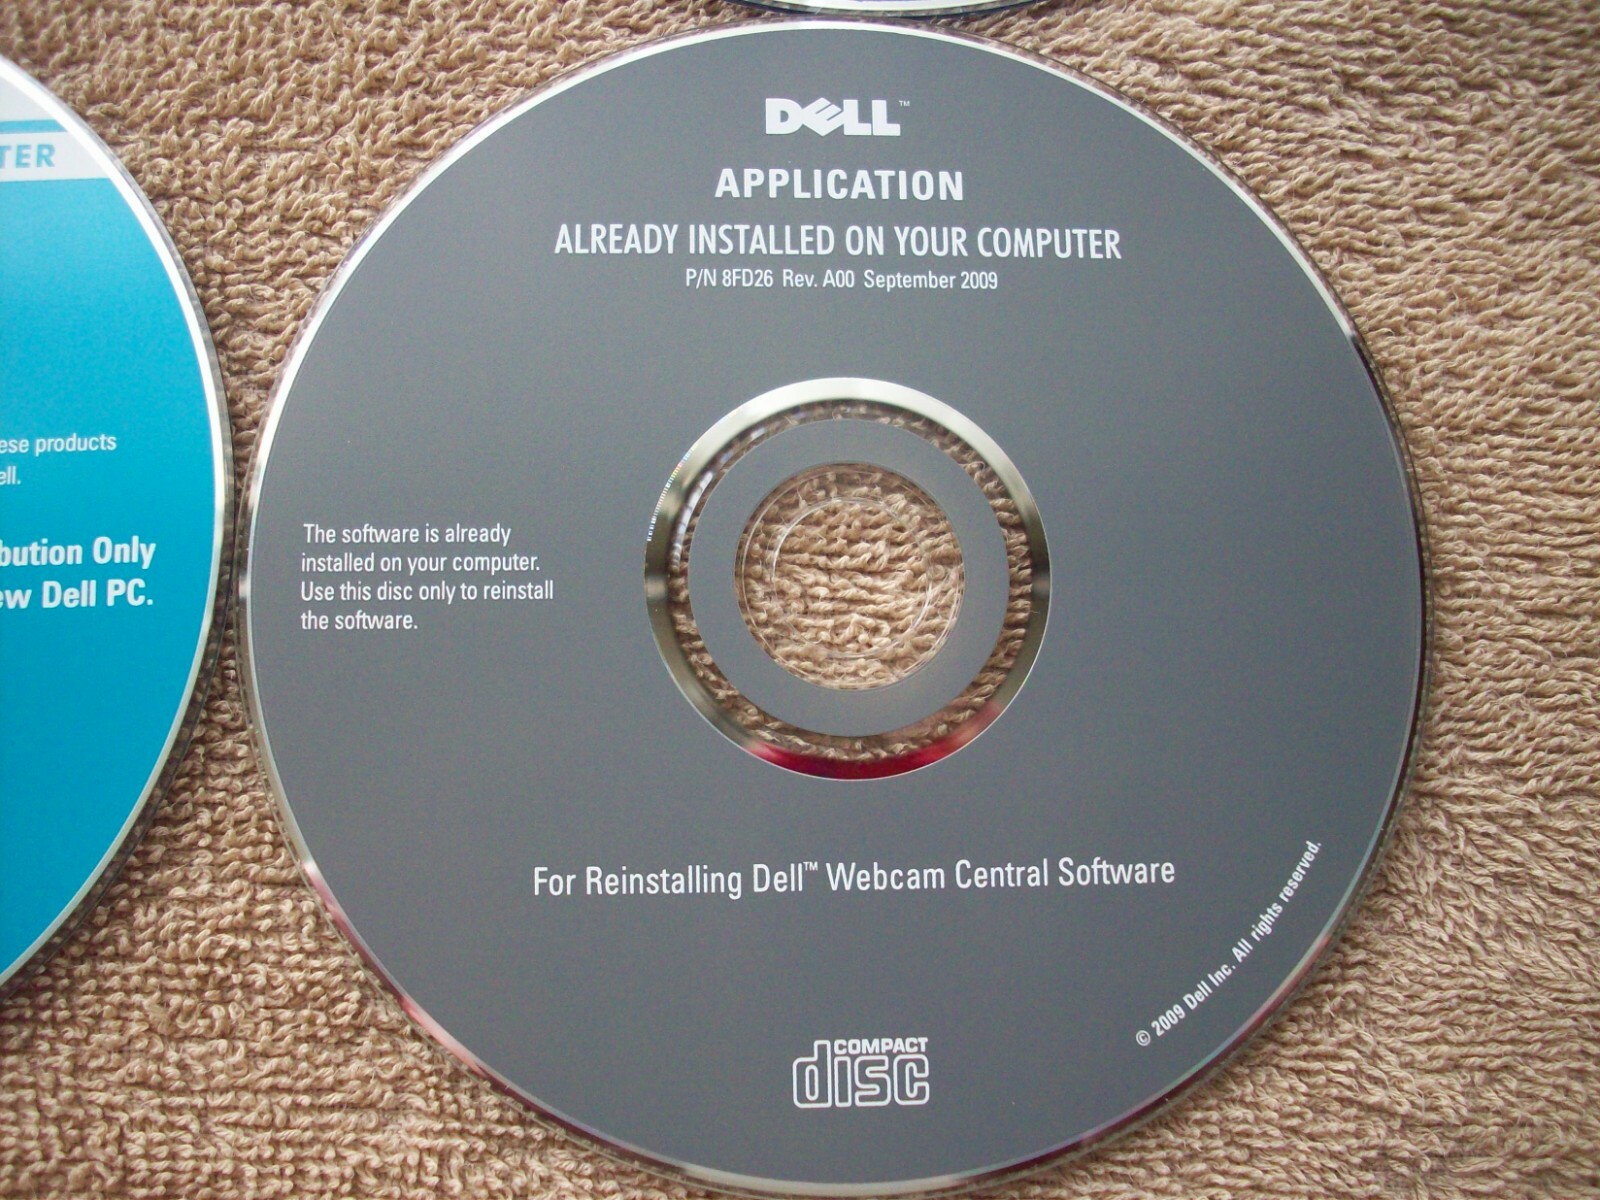 DELL™
APPLICATION
ALREADY INSTALLED ON YOUR COMPUTER
P/N 8FD26 Rev. A00 September 2009
The software is already
installed on your computer.
Use this disc only to reinstall
the software.
For Reinstalling Dell™ Webcam Central Software
© 2009 Dell Inc. All rights reserved.
COMPACT
disc
TER
ese products
ell.
bution Only
ew Dell PC.